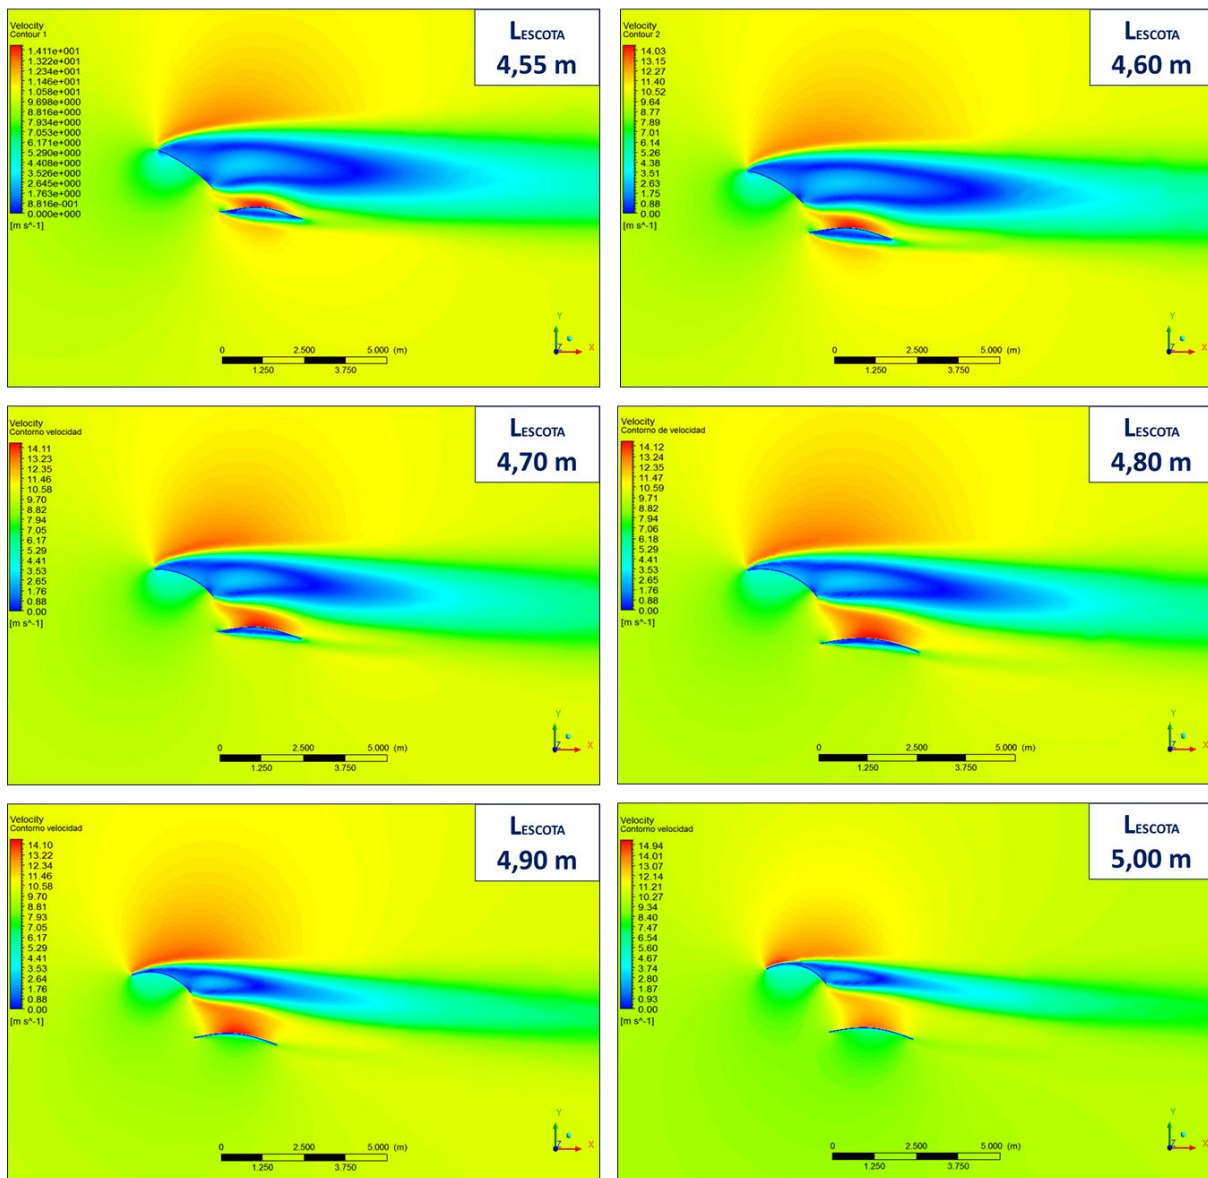 Velocity
Contour 1
1.411e+001
1.322e+001
1.234e+001
1.146e+001
1.058e+001
9.698e+000
8.816e+000
7.934e+000
7.053e+000
6.171e+000
5.290e+000
4.408e+000
3.526e+000
2.645e+000
1.763e+000
8.816e-001
0.000e+000
[m s^-1]
LESCOTA
4,55 m
0 2.500 5.000 (m)
1.250 3.750
Y
Z X
Velocity
Contour 2
14.03
13.15
12.27
11.40
10.52
9.64
8.77
7.89
7.01
6.14
5.26
4.38
3.51
2.63
1.75
0.88
0.00
[m s^-1]
LESCOTA
4,60 m
0 2.500 5.000 (m)
1.250 3.750
Y
Z X
Velocity
Contorno velocidad
14.11
13.23
12.35
11.46
10.58
9.70
8.82
7.94
7.05
6.17
5.29
4.41
3.53
2.65
1.76
0.88
0.00
[m s^-1]
LESCOTA
4,70 m
0 2.500 5.000 (m)
1.250 3.750
Y
Z X
Velocity
Contorno de velocidad
14.12
13.24
12.35
11.47
10.59
9.71
8.82
7.94
7.06
6.18
5.29
4.41
3.53
2.65
1.76
0.88
0.00
[m s^-1]
LESCOTA
4,80 m
0 2.500 5.000 (m)
1.250 3.750
Y
Z X
Velocity
Contorno velocidad
14.10
13.22
12.34
11.46
10.58
9.70
8.81
7.93
7.05
6.17
5.29
4.41
3.53
2.64
1.76
0.88
0.00
[m s^-1]
LESCOTA
4,90 m
0 2.500 5.000 (m)
1.250 3.750
Y
Z X
Velocity
Contorno velocidad
14.94
14.01
13.07
12.14
11.21
10.27
9.34
8.40
7.47
6.54
5.60
4.67
3.74
2.80
1.87
0.93
0.00
[m s^-1]
LESCOTA
5,00 m
0 2.500 5.000 (m)
1.250 3.750
Y
Z X